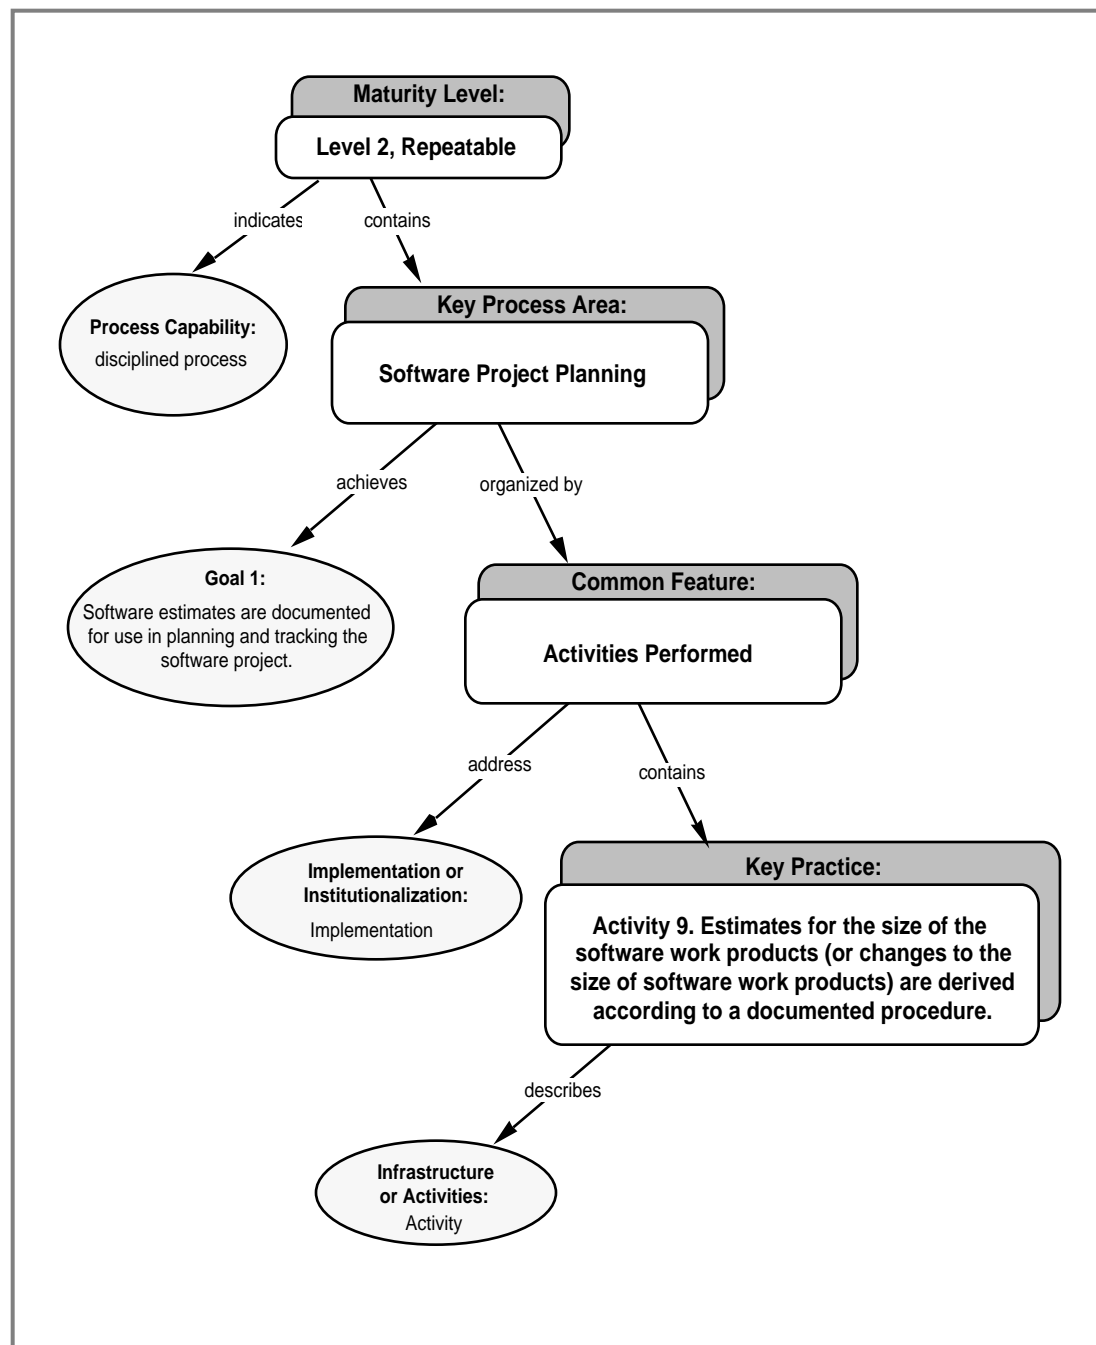 Maturity Level:
Level 2, Repeatable
indicates
contains
Process Capability:
disciplined process
Key Process Area:
Software Project Planning
achieves
organized by
Goal 1:
Software estimates are documented
for use in planning and tracking the
software project.
Common Feature:
Activities Performed
address
contains
Implementation or
Institutionalization:
Implementation
Key Practice:
Activity 9. Estimates for the size of the
software work products (or changes to the
size of software work products) are derived
according to a documented procedure.
describes
Infrastructure
or Activities:
Activity